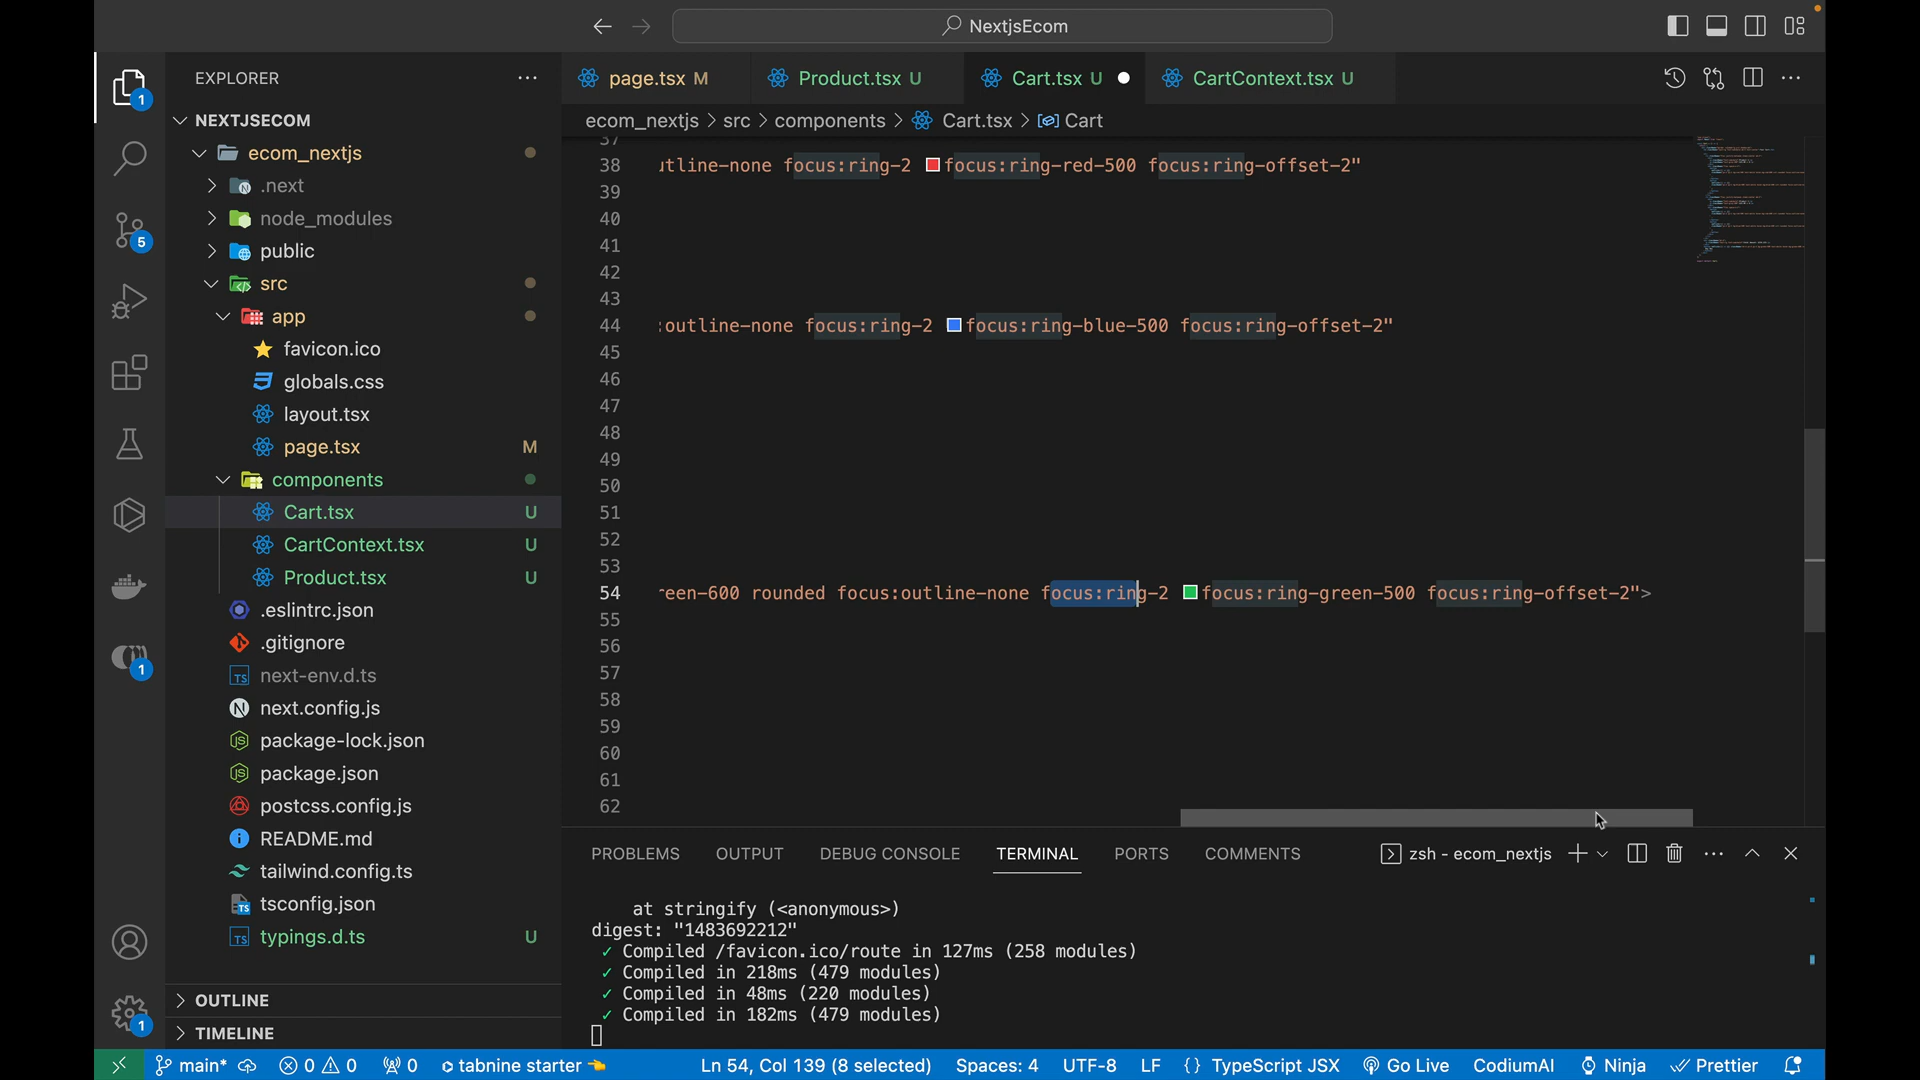 NextjsEcom
EXPLORER
NEXTJSECOM
ecom_nextjs
.next
node_modules
public
src
app
favicon.ico
globals.css
layout.tsx
page.tsx M
components
Cart.tsx U
CartContext.tsx U
Product.tsx U
.eslintrc.json
.gitignore
next-env.d.ts
next.config.js
package-lock.json
package.json
postcss.config.js
README.md
tailwind.config.ts
tsconfig.json
typings.d.ts U
OUTLINE
TIMELINE
1
5
1
1
page.tsx M Product.tsx U Cart.tsx U CartContext.tsx U
ecom_nextjs > src > components > Cart.tsx > Cart
37
38 utline-none focus:ring-2 focus:ring-red-500 focus:ring-offset-2"
39
40
41
42
43
44 :outline-none focus:ring-2 focus:ring-blue-500 focus:ring-offset-2"
45
46
47
48
49
50
51
52
53
54 reen-600 rounded focus:outline-none focus:ring-2 focus:ring-green-500 focus:ring-offset-2">
55
56
57
58
59
60
61
62
PROBLEMS OUTPUT DEBUG CONSOLE TERMINAL PORTS COMMENTS zsh - ecom_nextjs
at stringify (<anonymous>)
digest: "1483692212"
✓ Compiled /favicon.ico/route in 127ms (258 modules)
✓ Compiled in 218ms (479 modules)
✓ Compiled in 48ms (220 modules)
✓ Compiled in 182ms (479 modules)
main* 0 0 0 tabnine starter Ln 54, Col 139 (8 selected) Spaces: 4 UTF-8 LF {} TypeScript JSX Go Live CodiumAI Ninja Prettier